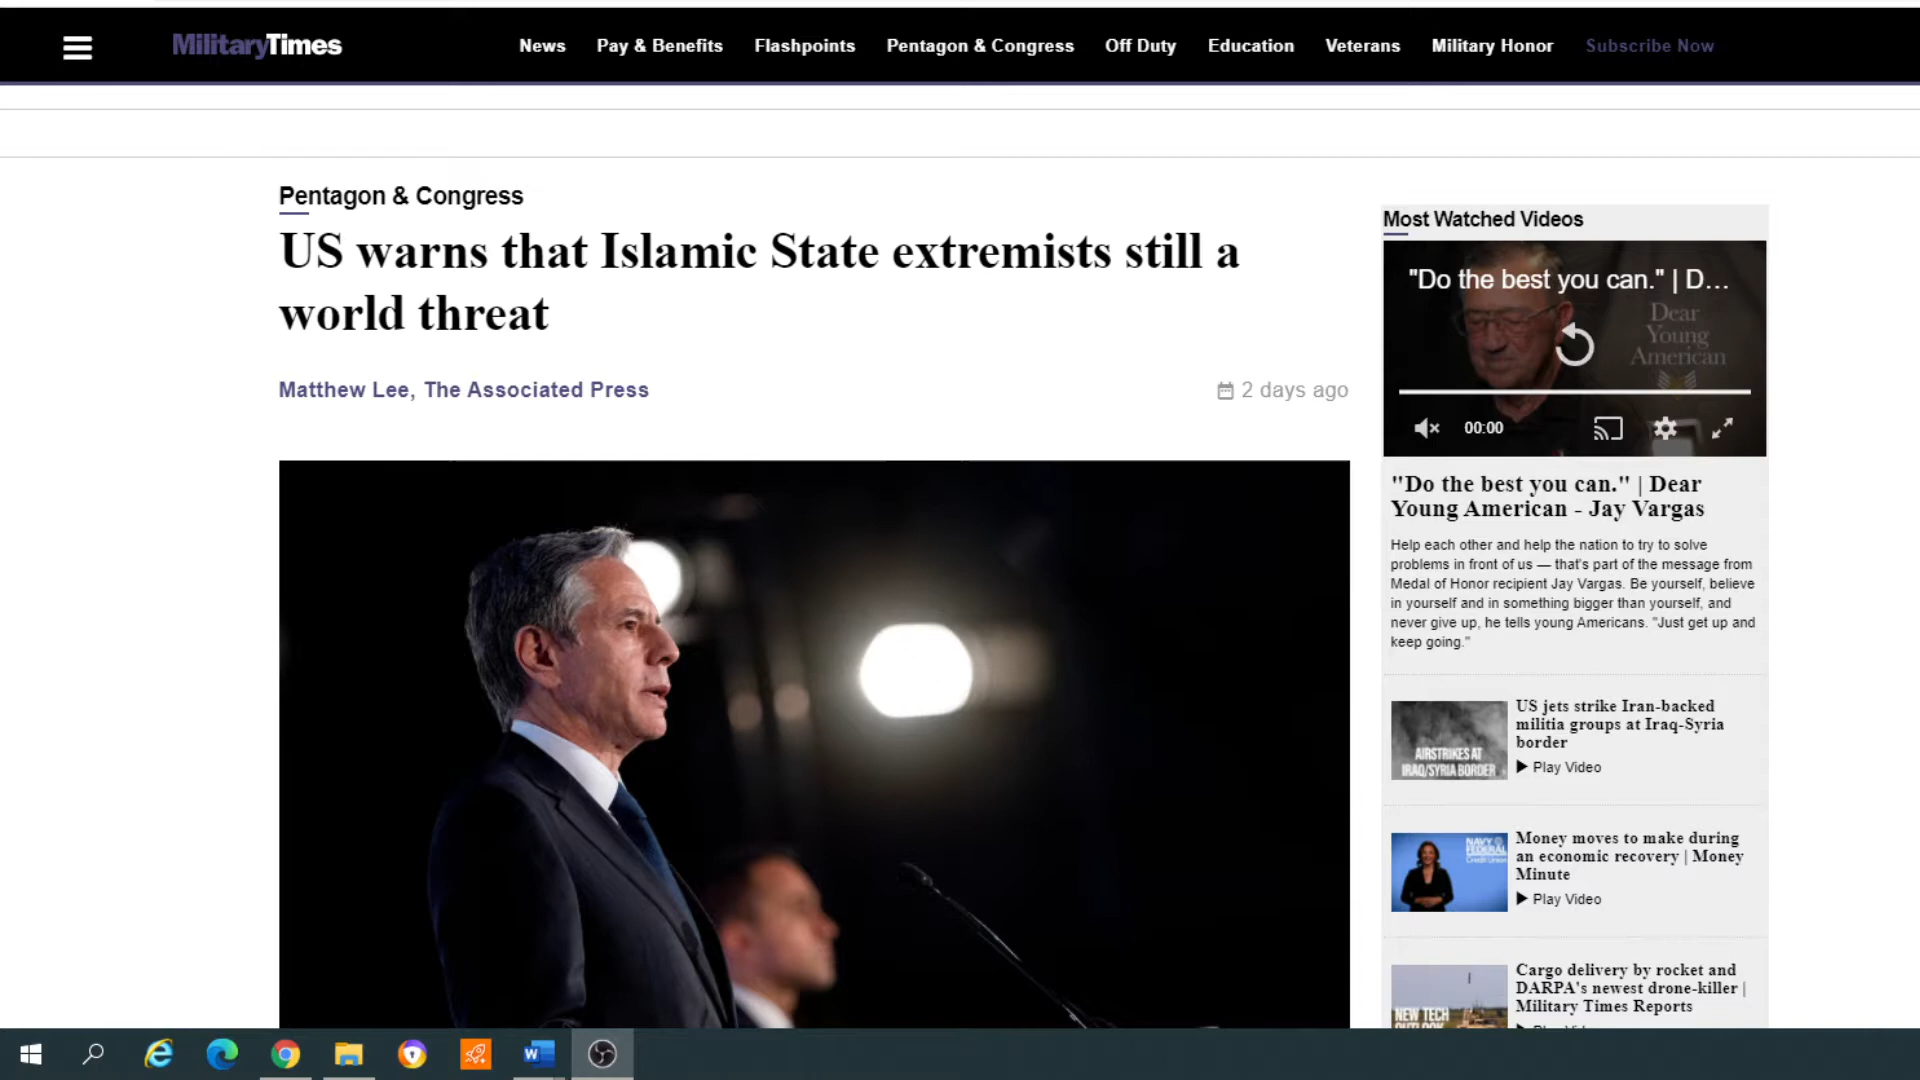 MilitaryTimes
News Pay & Benefits Flashpoints Pentagon & Congress Off Duty Education Veterans Military Honor Subscribe Now
Pentagon & Congress
US warns that Islamic State extremists still a
world threat
Matthew Lee, The Associated Press
2 days ago
Most Watched Videos
"Do the best you can." | D...
Dear
Young
American
00:00
"Do the best you can." | Dear
Young American - Jay Vargas
Help each other and help the nation to try to solve
problems in front of us — that's part of the message from
Medal of Honor recipient Jay Vargas. Be yourself, believe
in yourself and in something bigger than yourself, and
never give up, he tells young Americans. "Just get up and
keep going."
AIRSTRIKES AT
IRAQ/SYRIA BORDER
US jets strike Iran-backed
militia groups at Iraq-Syria
border
Play Video
NAVY
FEDERAL
Credit Union
Money moves to make during
an economic recovery | Money
Minute
Play Video
NEW TECH
OUTLOOK
Cargo delivery by rocket and
DARPA's newest drone-killer |
Military Times Reports